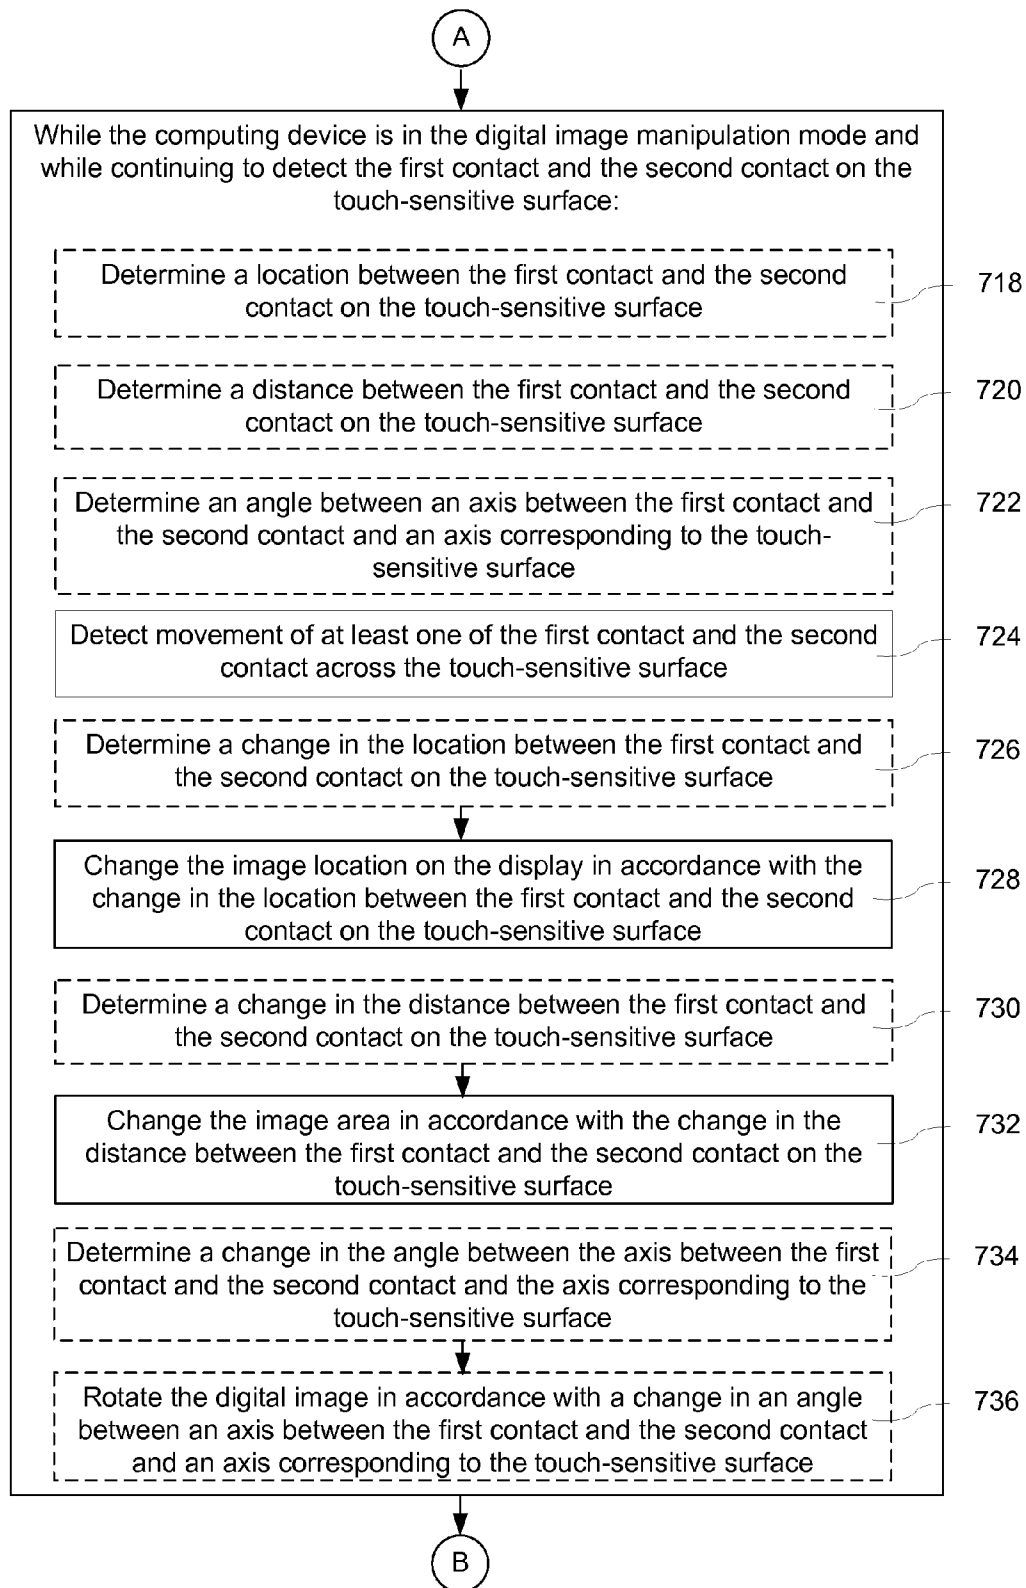 A
While the computing device is in the digital image manipulation mode and
while continuing to detect the first contact and the second contact on the
touch-sensitive surface:
Determine a location between the first contact and the second
contact on the touch-sensitive surface
718
Determine a distance between the first contact and the second
contact on the touch-sensitive surface
720
Determine an angle between an axis between the first contact and
the second contact and an axis corresponding to the touch-
sensitive surface
722
Detect movement of at least one of the first contact and the second
contact across the touch-sensitive surface
724
Determine a change in the location between the first contact and
the second contact on the touch-sensitive surface
726
Change the image location on the display in accordance with the
change in the location between the first contact and the second
contact on the touch-sensitive surface
728
Determine a change in the distance between the first contact and
the second contact on the touch-sensitive surface
730
Change the image area in accordance with the change in the
distance between the first contact and the second contact on the
touch-sensitive surface
732
Determine a change in the angle between the axis between the first
contact and the second contact and the axis corresponding to the
touch-sensitive surface
734
Rotate the digital image in accordance with a change in an angle
between an axis between the first contact and the second contact
and an axis corresponding to the touch-sensitive surface
736
B